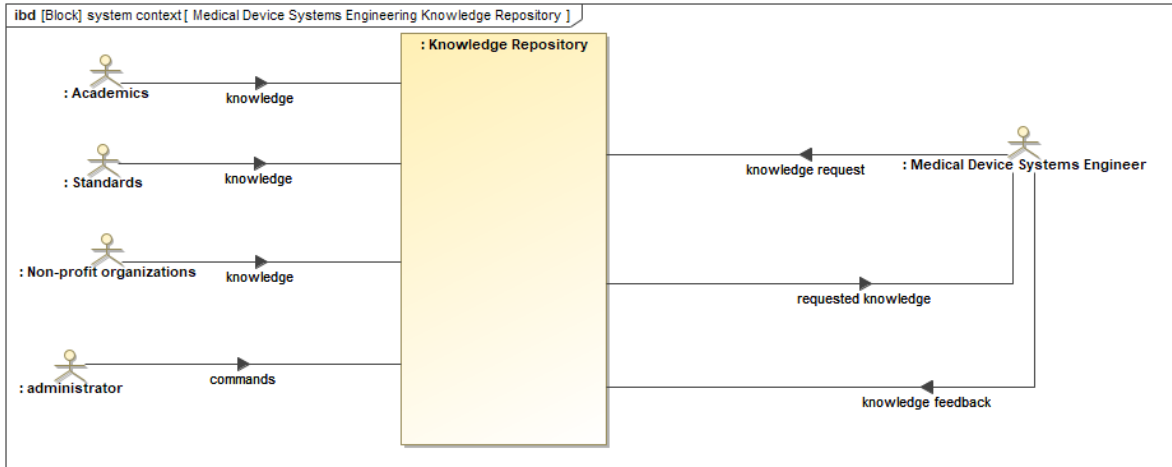 ibd [Block] system context [ Medical Device Systems Engineering Knowledge Repository ]
: Knowledge Repository
: Academics
knowledge
: Standards
knowledge
: Non-profit organizations
knowledge
: administrator
commands
knowledge request
: Medical Device Systems Engineer
requested knowledge
knowledge feedback